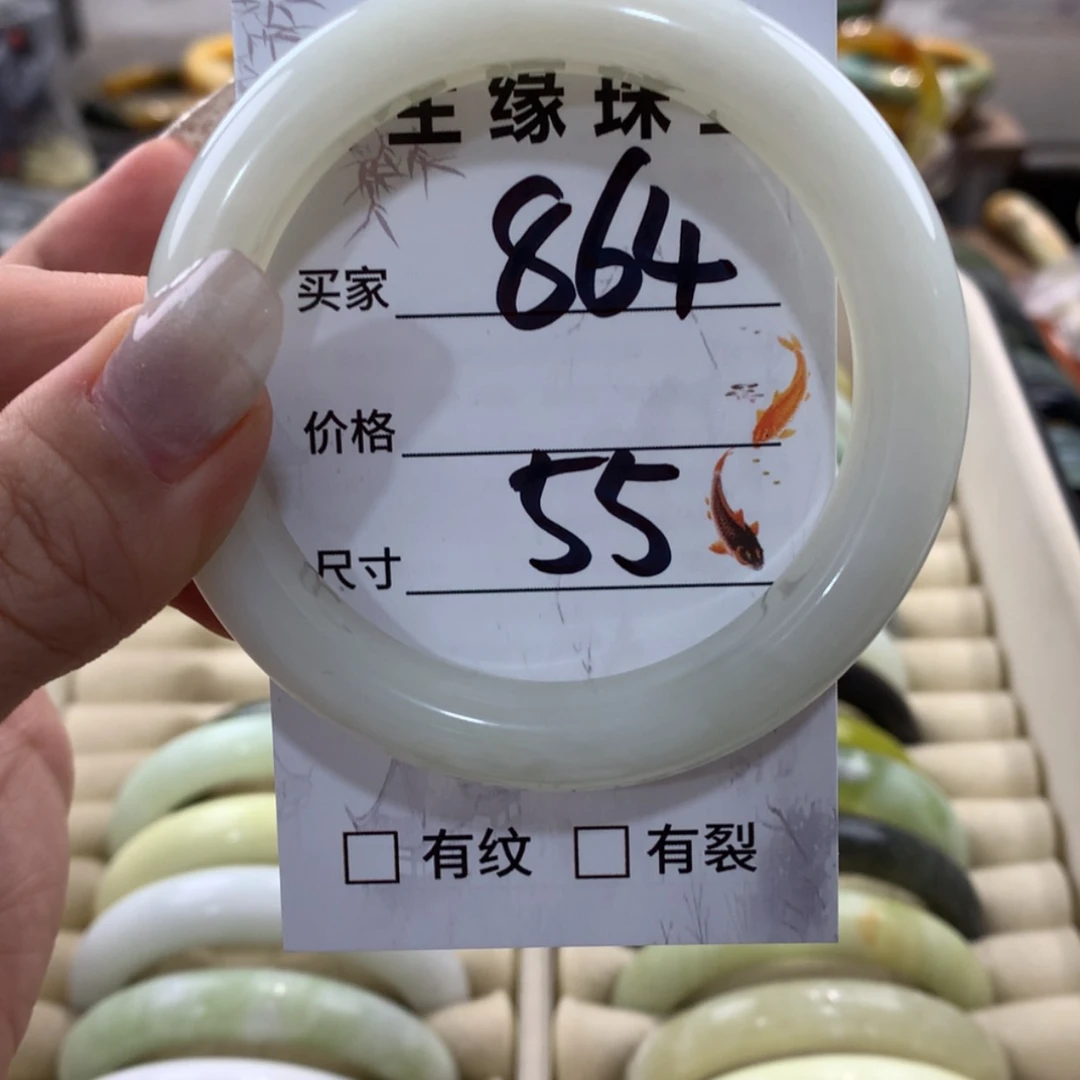 缘珠
买家 864
价格
尺寸 55
□ 有纹 □ 有裂